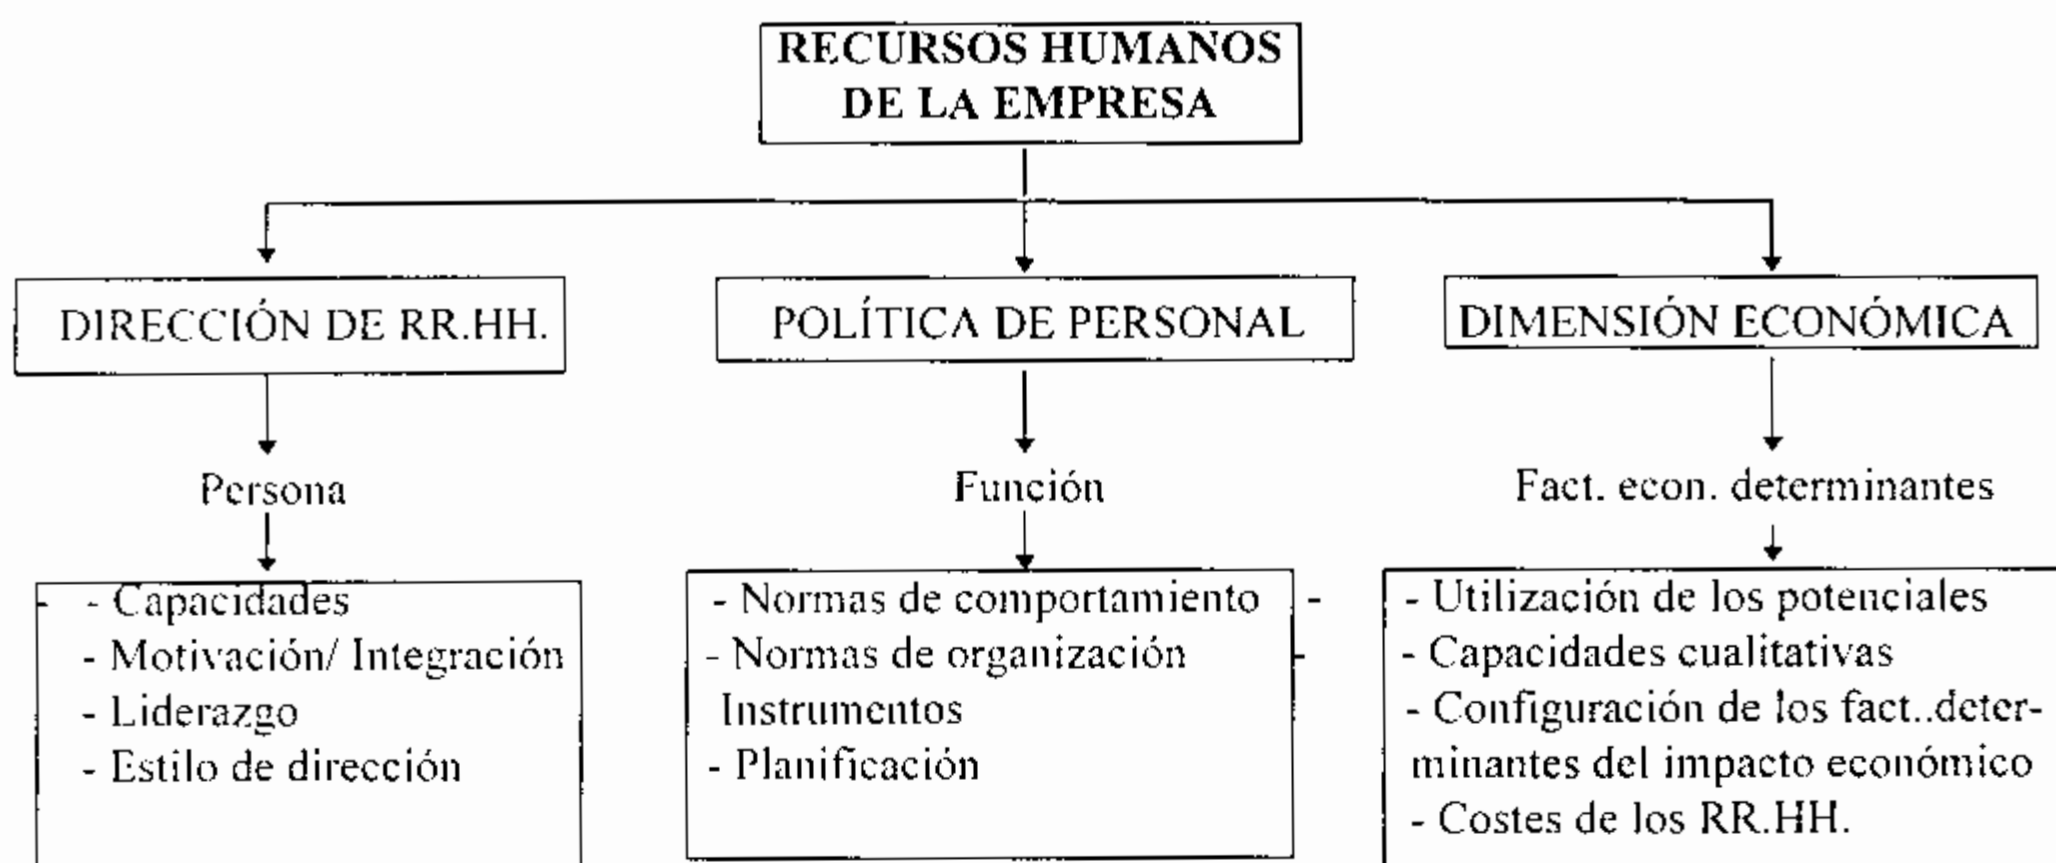 RECURSOS HUMANOS
DE LA EMPRESA
DIRECCIÓN DE RR.HH.
POLÍTICA DE PERSONAL
DIMENSIÓN ECONÓMICA
Persona
Función
Fact. econ. determinantes
- - Capacidades
- Motivación/ Integración
- Liderazgo
- Estilo de dirección
- Normas de comportamiento -
- Normas de organización -
Instrumentos
- Planificación
- Utilización de los potenciales
- Capacidades cualitativas
- Configuración de los fact..deter-
minantes del impacto económico
- Costes de los RR.HH.